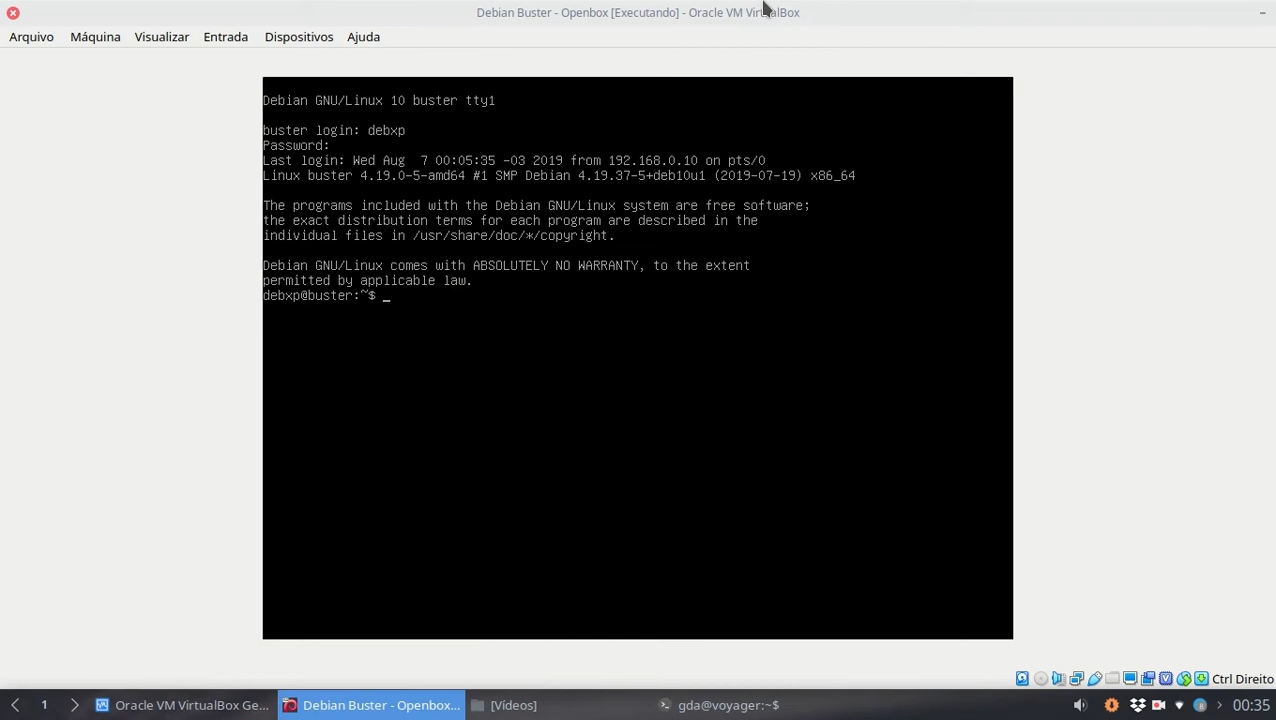 Debian Buster - Openbox [Executando] - Oracle VM VirtualBox
Arquivo Máquina Visualizar Entrada Dispositivos Ajuda
Debian GNU/Linux 10 buster tty1
buster login: debxp
Password:
Last login: Wed Aug  7 00:05:35 -03 2019 from 192.168.0.10 on pts/0
Linux buster 4.19.0-5-amd64 #1 SMP Debian 4.19.37-5+deb10u1 (2019-07-19) x86_64
The programs included with the Debian GNU/Linux system are free software;
the exact distribution terms for each program are described in the
individual files in /usr/share/doc/*/copyright.
Debian GNU/Linux comes with ABSOLUTELY NO WARRANTY, to the extent
permitted by applicable law.
debxp@buster:~$ _
Ctrl Direito
1 Oracle VM VirtualBox Ge... Debian Buster - Openbox... [Vídeos] gda@voyager:~$ 00:35